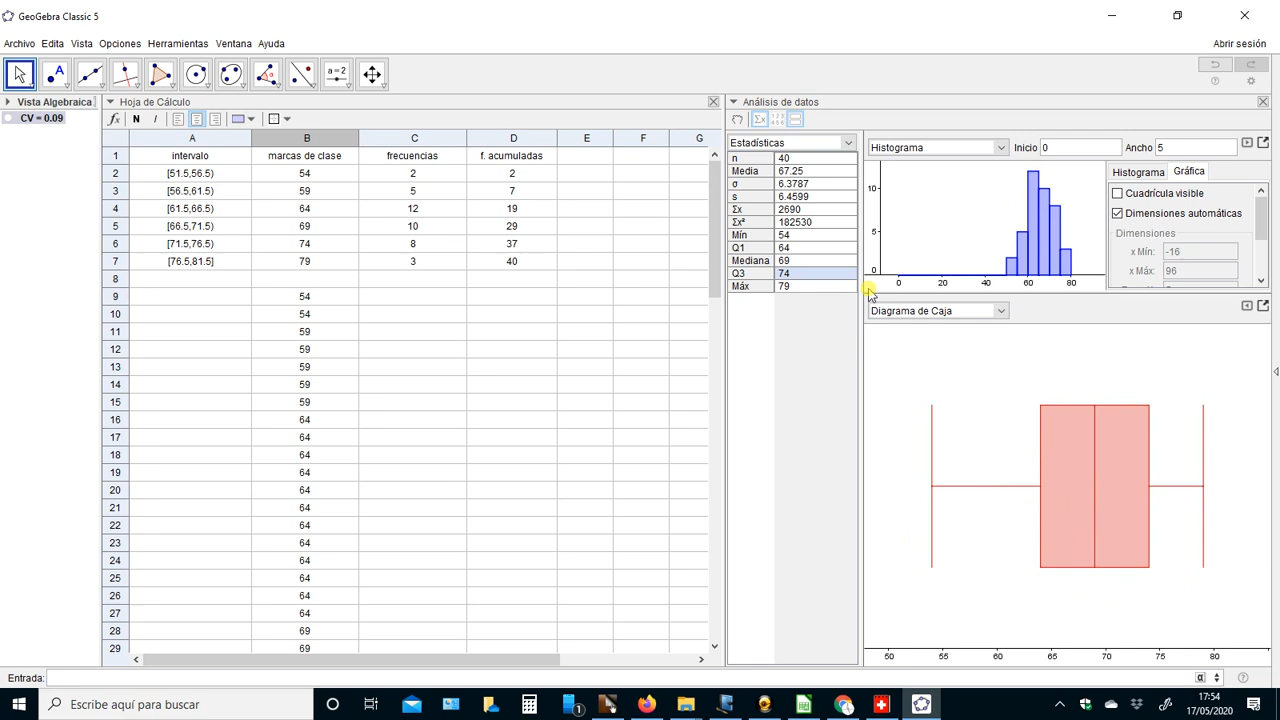 GeoGebra Classic 5
Archivo Edita Vista Opciones Herramientas Ventana Ayuda
Abrir sesión
A
a=2
Vista Algebraica
CV = 0.09
Hoja de Cálculo
fx N I
A B C D E F G
1 intervalo marcas de clase frecuencias f. acumuladas
2 [51.5,56.5) 54 2 2
3 [56.5,61.5) 59 5 7
4 [61.5,66.5) 64 12 19
5 [66.5,71.5) 69 10 29
6 [71.5,76.5) 74 8 37
7 [76.5,81.5) 79 3 40
8
9 54
10 54
11 59
12 59
13 59
14 59
15 59
16 64
17 64
18 64
19 64
20 64
21 64
22 64
23 64
24 64
25 64
26 64
27 64
28 69
29 69
Análisis de datos
Σx 123 456
Estadísticas
n 40
Media 67.25
σ 6.3787
s 6.4599
Σx 2690
Σx² 182530
Mín 54
Q1 64
Mediana 69
Q3 74
Máx 79
Histograma Inicio 0 Ancho 5
10
5
0
0 20 40 60 80
Histograma Gráfica
Cuadrícula visible
Dimensiones automáticas
Dimensiones
x Mín: -16
x Máx: 96
Diagrama de Caja
50 55 60 65 70 75 80
Entrada:
α
Escribe aquí para buscar
1
17:54
17/05/2020